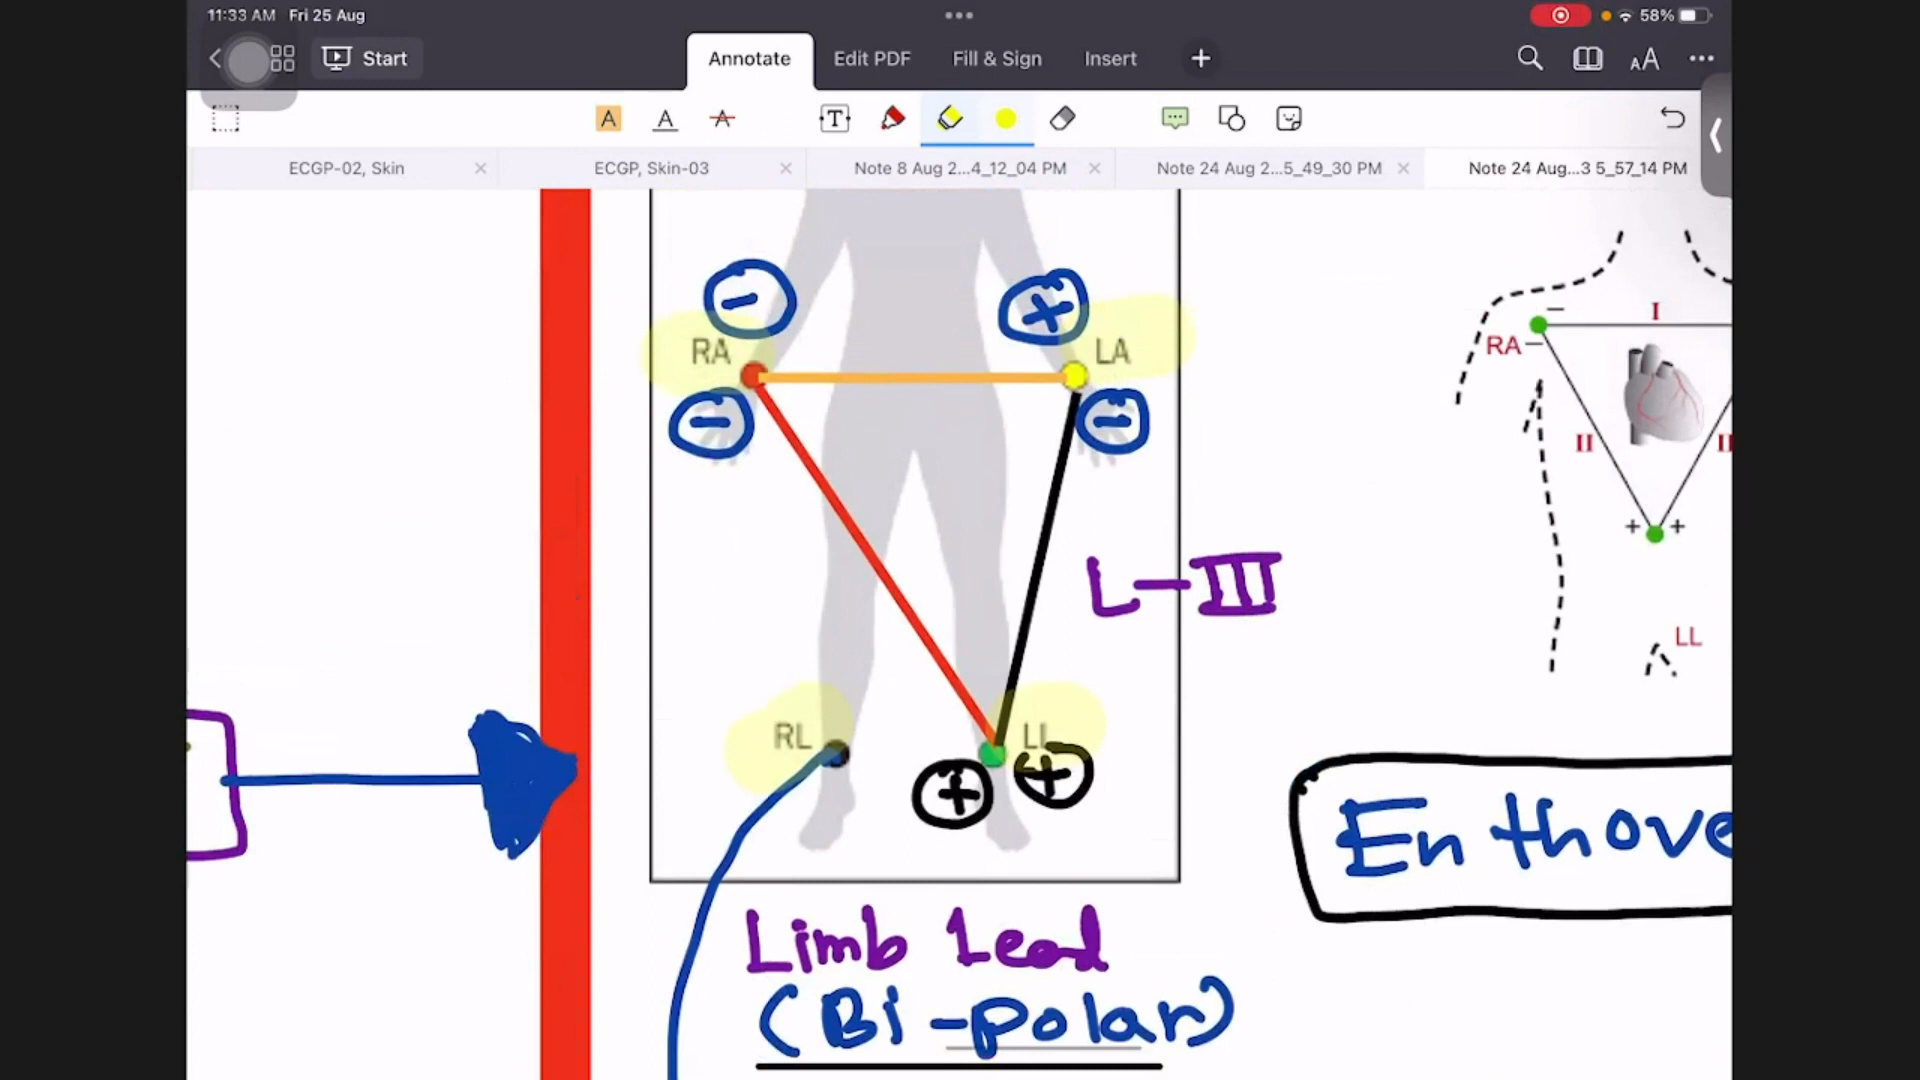 11:33 AM Fri 25 Aug
58%
Start
Annotate
Edit PDF
Fill & Sign
Insert
ECGP-02, Skin
ECGP, Skin-03
Note 8 Aug 2...4_12_04 PM
Note 24 Aug 2...5_49_30 PM
Note 24 Aug...3 5_57_14 PM
− +
RA LA
− −
L-III
RL LL
+ +
Limb Lead
(Bi-polar)
− I
RA −
II II
+ +
LL
Enthove